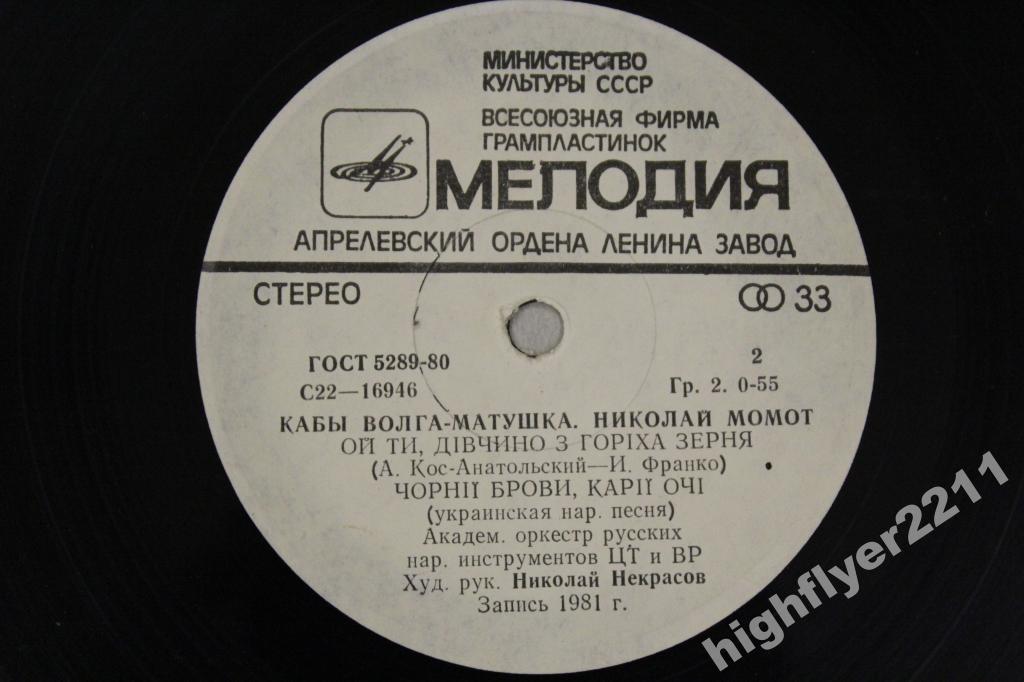 МИНИСТЕРСТВО
КУЛЬТУРЫ СССР
ВСЕСОЮЗНАЯ ФИРМА
ГРАМПЛАСТИНОК
МЕЛОДИЯ
АПРЕЛЕВСКИЙ ОРДЕНА ЛЕНИНА ЗАВОД
СТЕРЕО 33
ГОСТ 5289-80 2
С22—16946 Гр. 2. 0-55
КАБЫ ВОЛГА-МАТУШКА. НИКОЛАЙ МОМОТ
ОЙ ТИ, ДІВЧИНО З ГОРІХА ЗЕРНЯ
(А. Кос-Анатольский—И. Франко)
ЧОРНІЇ БРОВИ, КАРІЇ ОЧІ
(украинская нар. песня)
Академ. оркестр русских
нар. инструментов ЦТ и ВР
Худ. рук. Николай Некрасов
Запись 1981 г.
highflyer2211